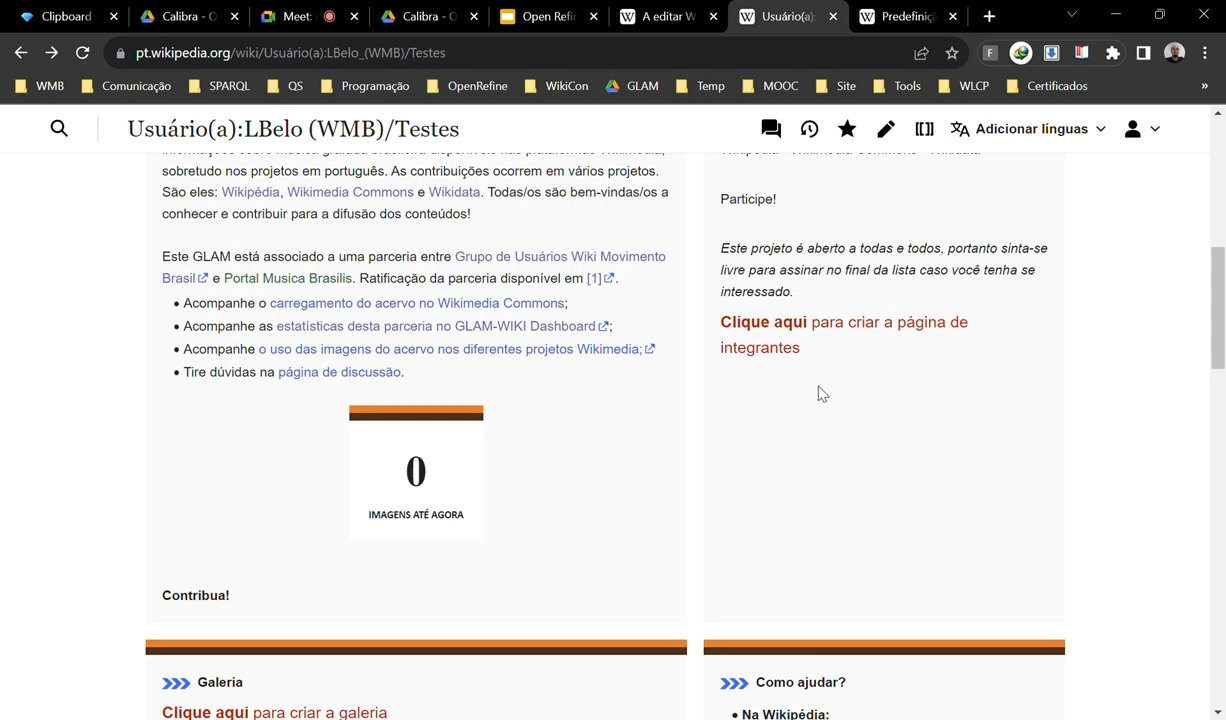 Clipboard
Calibra - O
Meet:
Calibra - O
Open Refi
A editar W
Usuário(a):
Predefiniçã
pt.wikipedia.org/wiki/Usuário(a):LBelo_(WMB)/Testes
WMB Comunicação SPARQL QS Programação OpenRefine WikiCon GLAM Temp MOOC Site Tools WLCP Certificados »
Usuário(a):LBelo (WMB)/Testes
Adicionar línguas
sobretudo nos projetos em português. As contribuições ocorrem em vários projetos.
São eles: Wikipédia, Wikimedia Commons e Wikidata. Todas/os são bem-vindas/os a
conhecer e contribuir para a difusão dos conteúdos!
Este GLAM está associado a uma parceria entre Grupo de Usuários Wiki Movimento
Brasil e Portal Musica Brasilis. Ratificação da parceria disponível em [1].
• Acompanhe o carregamento do acervo no Wikimedia Commons;
• Acompanhe as estatísticas desta parceria no GLAM-WIKI Dashboard;
• Acompanhe o uso das imagens do acervo nos diferentes projetos Wikimedia;
• Tire dúvidas na página de discussão.
0
IMAGENS ATÉ AGORA
Contribua!
Wikipédia - Wikimedia Commons - Wikidata
Participe!
Este projeto é aberto a todas e todos, portanto sinta-se
livre para assinar no final da lista caso você tenha se
interessado.
Clique aqui para criar a página de
integrantes
Galeria
Clique aqui para criar a galeria
Como ajudar?
• Na Wikipédia: